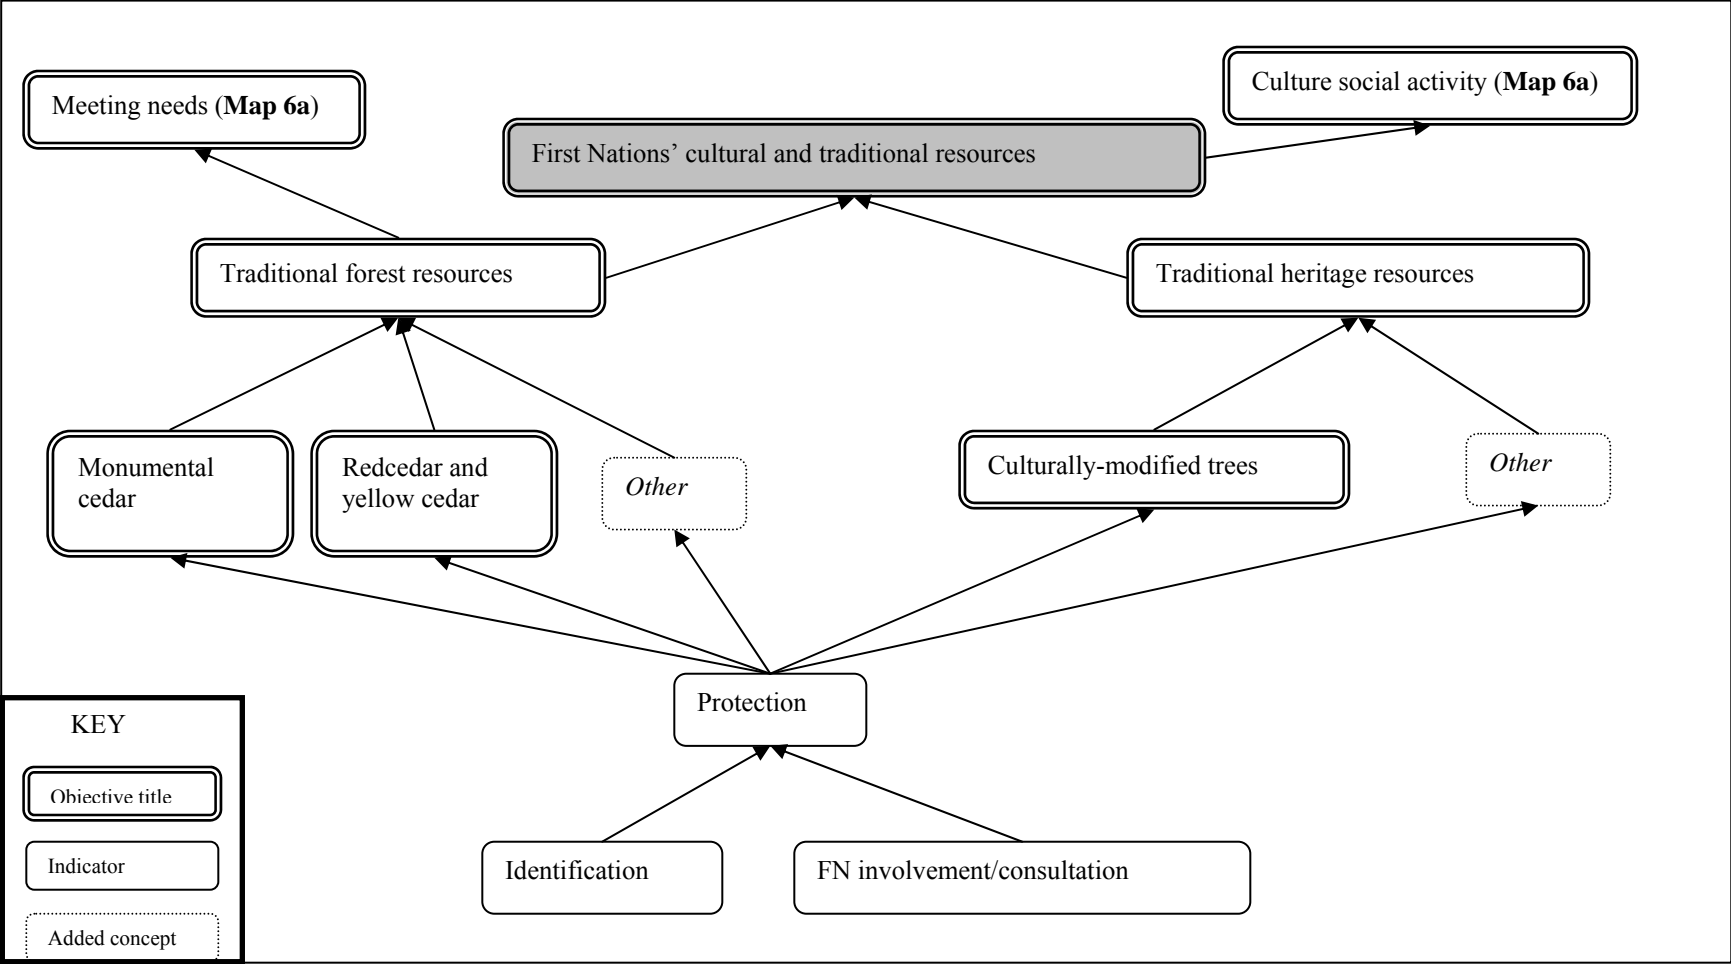 Meeting needs (Map 6a)
Culture social activity (Map 6a)
First Nations’ cultural and traditional resources
Traditional forest resources
Traditional heritage resources
Monumental
cedar
Redcedar and
yellow cedar
Other
Culturally-modified trees
Other
Protection
Identification
FN involvement/consultation
KEY
Objective title
Indicator
Added concept